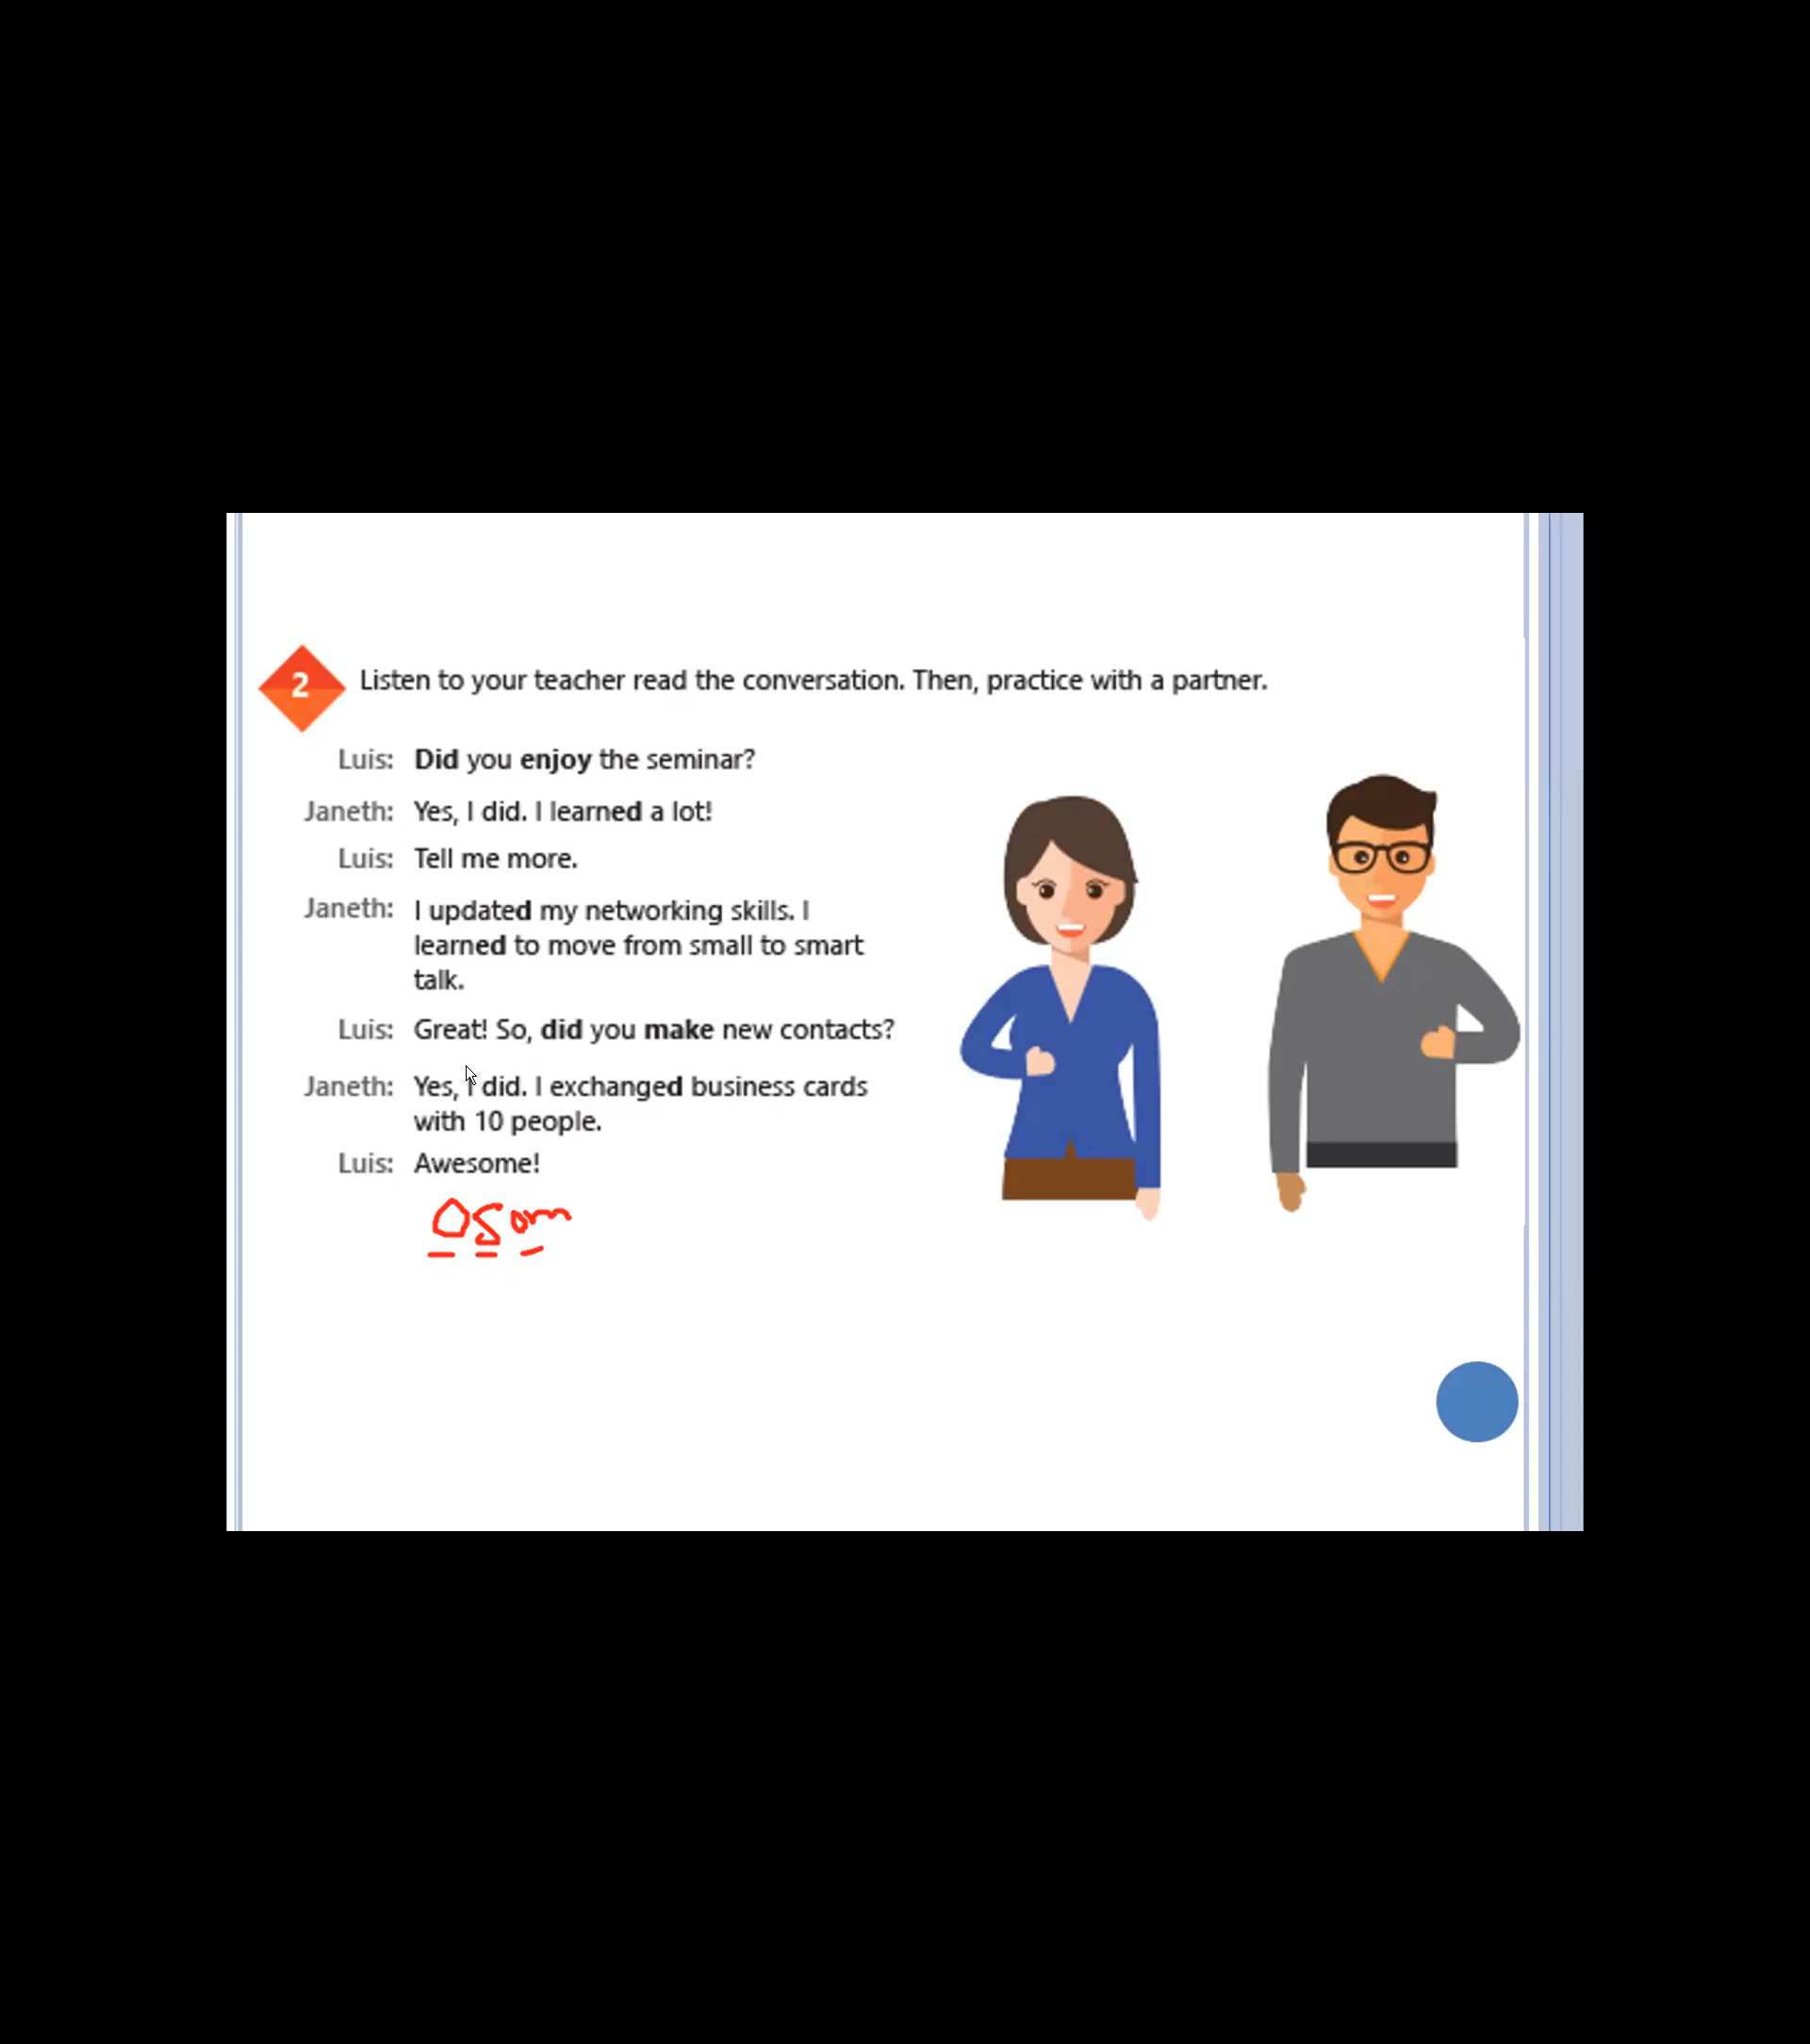 2 Listen to your teacher read the conversation. Then, practice with a partner.
Luis: Did you enjoy the seminar?
Janeth: Yes, I did. I learned a lot!
Luis: Tell me more.
Janeth: I updated my networking skills. I
learned to move from small to smart
talk.
Luis: Great! So, did you make new contacts?
Janeth: Yes, I did. I exchanged business cards
with 10 people.
Luis: Awesome!
Osom